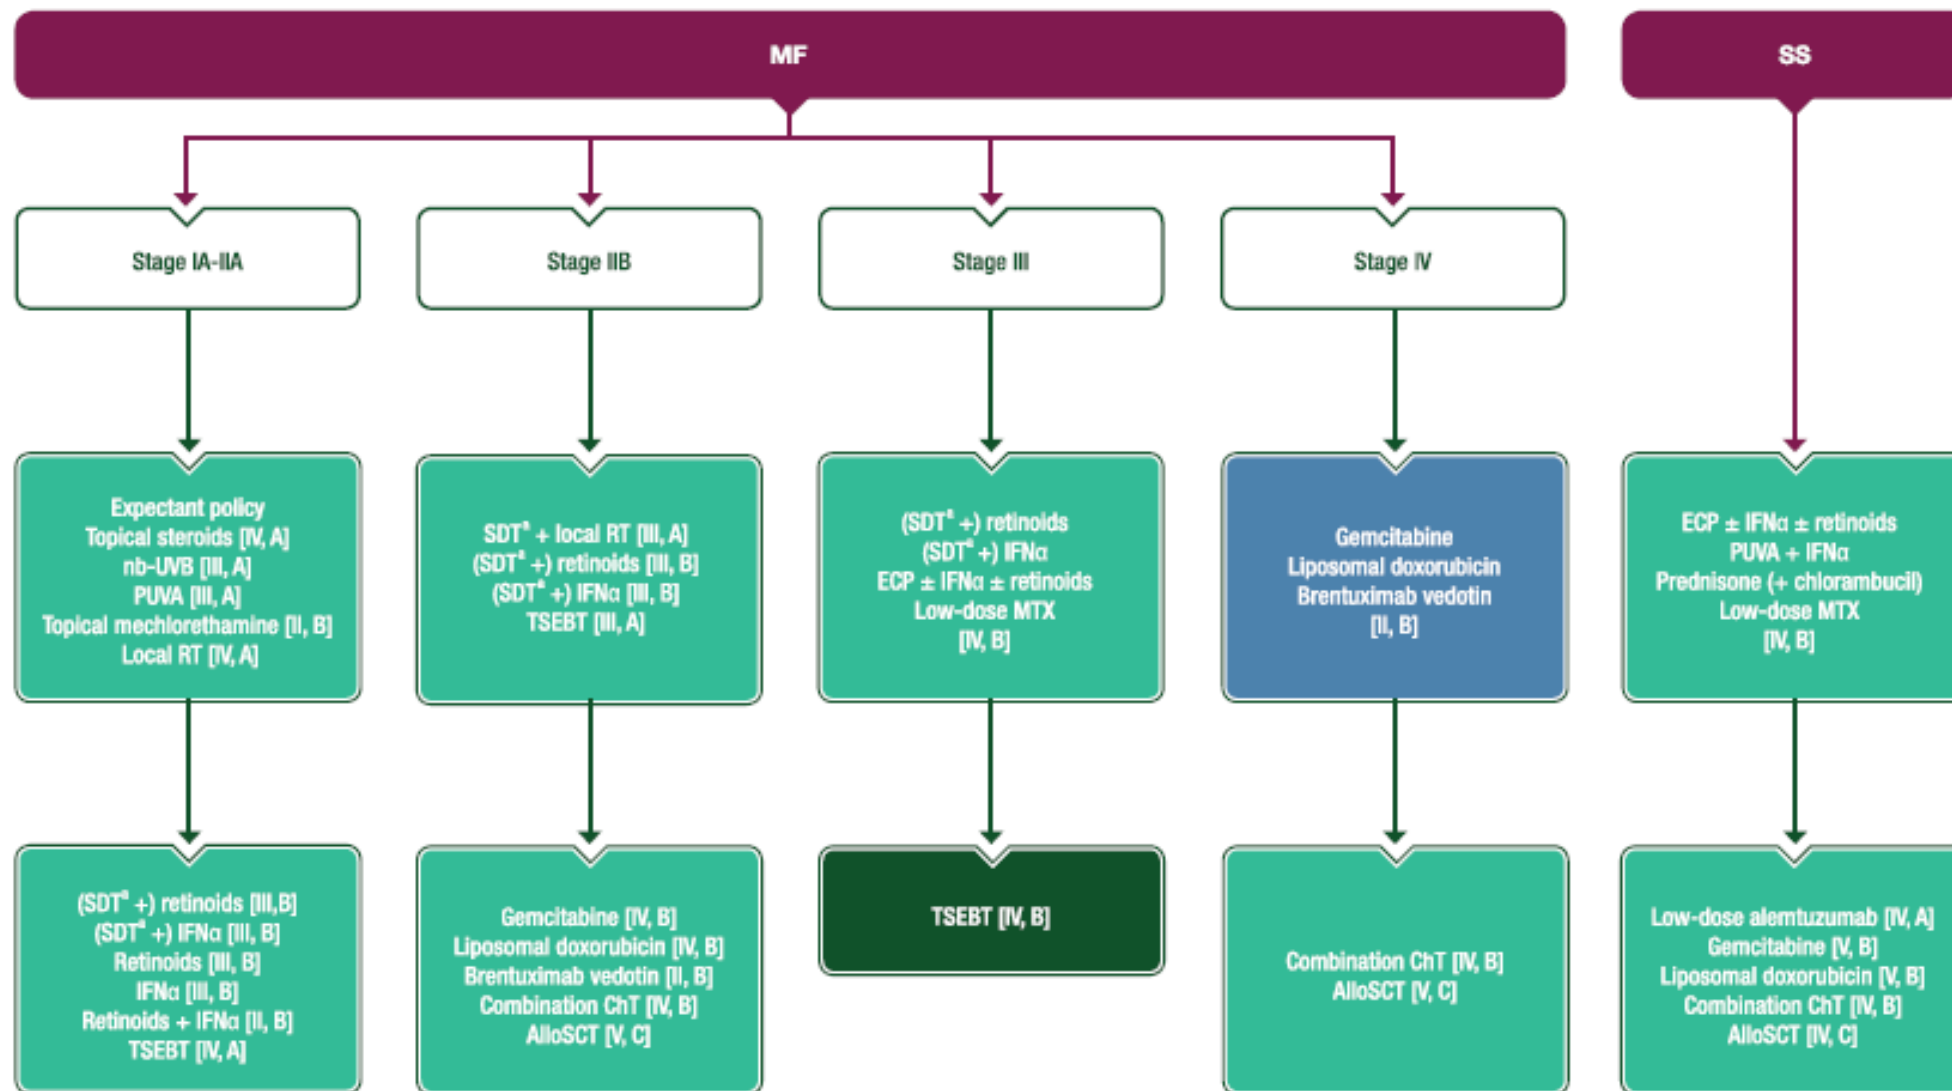 MF
SS
Stage IA-IIA
Stage IIB
Stage III
Stage IV
Expectant policy
Topical steroids [IV, A]
nb-UVB [III, A]
PUVA [III, A]
Topical mechlorethamine [II, B]
Local RT [IV, A]
SDTª + local RT [III, A]
(SDTª +) retinoids [III, B]
(SDTª +) IFNα [III, B]
TSEBT [III, A]
(SDTª +) retinoids
(SDTª +) IFNα
ECP ± IFNα ± retinoids
Low-dose MTX
[IV, B]
Gemcitabine
Liposomal doxorubicin
Brentuximab vedotin
[II, B]
ECP ± IFNα ± retinoids
PUVA + IFNα
Prednisone (+ chlorambucil)
Low-dose MTX
[IV, B]
(SDTª +) retinoids [III,B]
(SDTª +) IFNα [III, B]
Retinoids [III, B]
IFNα [III, B]
Retinoids + IFNα [II, B]
TSEBT [IV, A]
Gemcitabine [IV, B]
Liposomal doxorubicin [IV, B]
Brentuximab vedotin [II, B]
Combination ChT [IV, B]
AlloSCT [V, C]
TSEBT [IV, B]
Combination ChT [IV, B]
AlloSCT [V, C]
Low-dose alemtuzumab [IV, A]
Gemcitabine [V, B]
Liposomal doxorubicin [V, B]
Combination ChT [IV, B]
AlloSCT [IV, C]